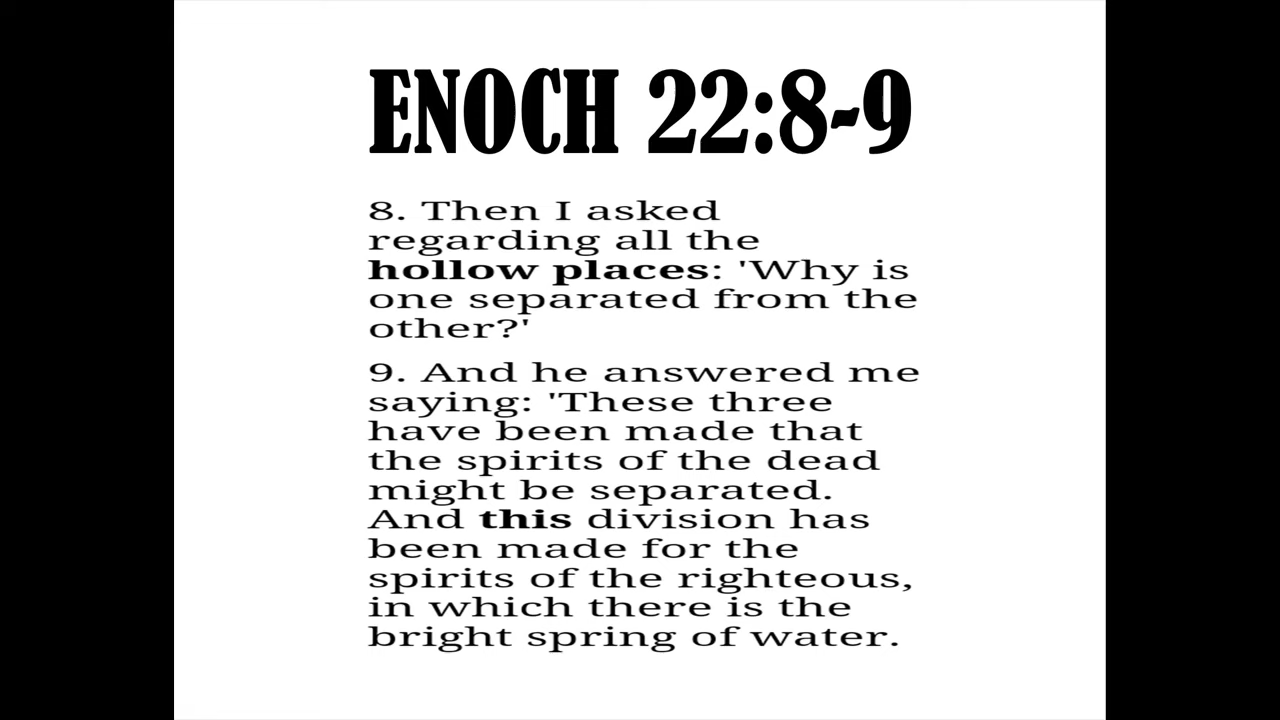 ENOCH 22:8-9
8. Then I asked
regarding all the
hollow places: 'Why is
one separated from the
other?'
9. And he answered me
saying: 'These three
have been made that
the spirits of the dead
might be separated.
And this division has
been made for the
spirits of the righteous,
in which there is the
bright spring of water.